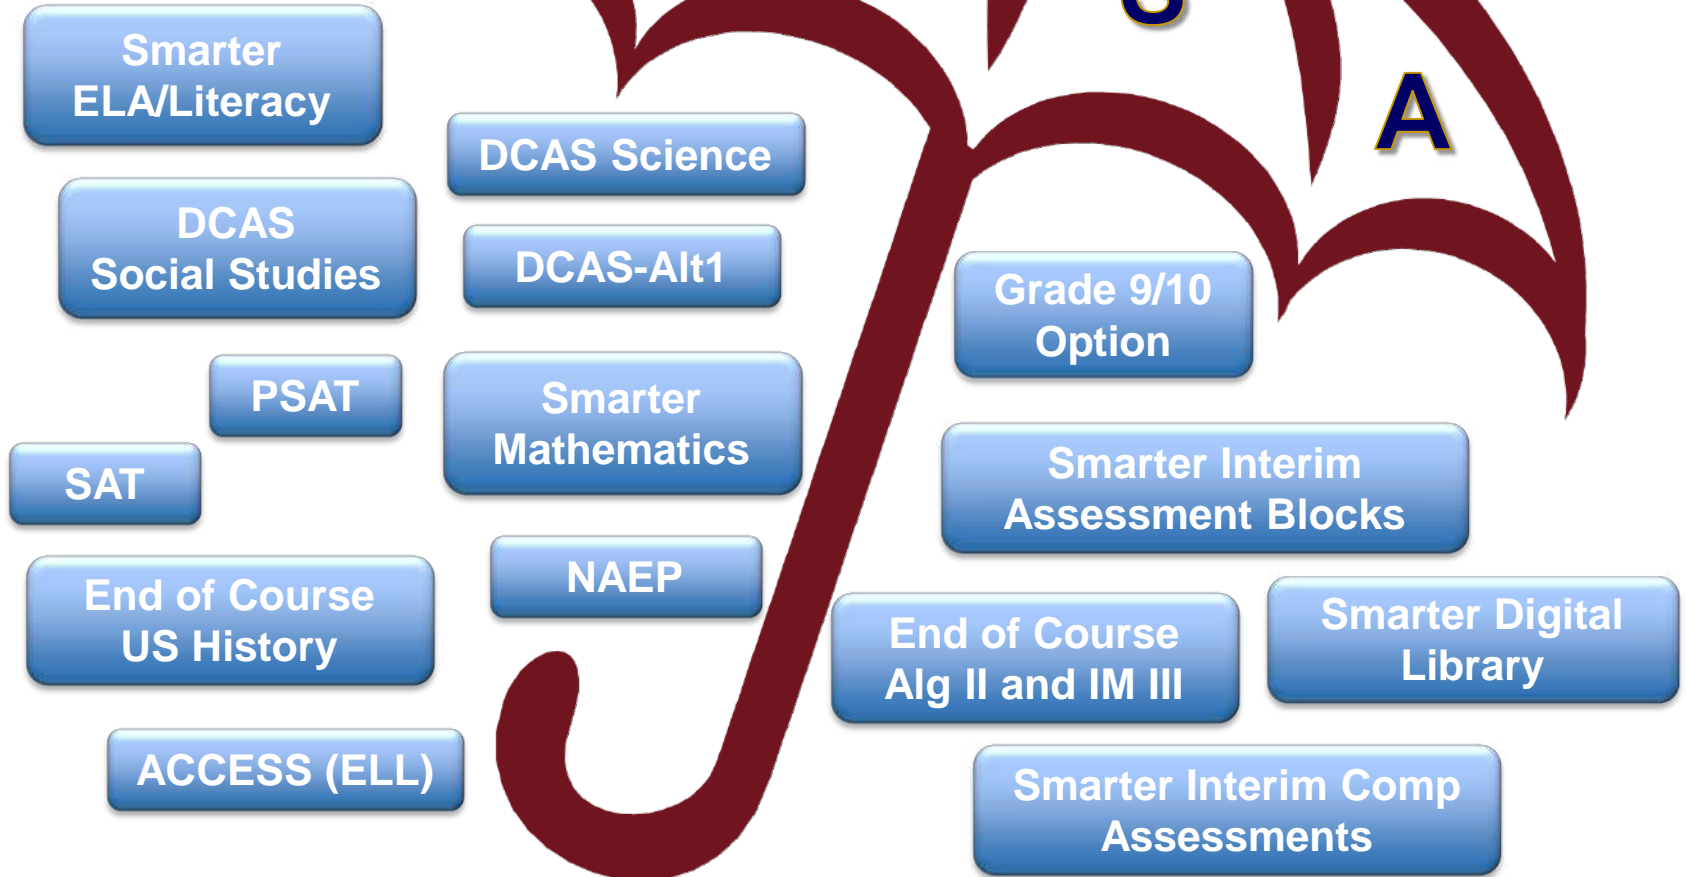 S
A
Smarter
ELA/Literacy
DCAS Science
DCAS
Social Studies
DCAS-Alt1
Grade 9/10
Option
PSAT
Smarter
Mathematics
SAT
Smarter Interim
Assessment Blocks
NAEP
End of Course
US History
End of Course
Alg II and IM III
Smarter Digital
Library
ACCESS (ELL)
Smarter Interim Comp
Assessments